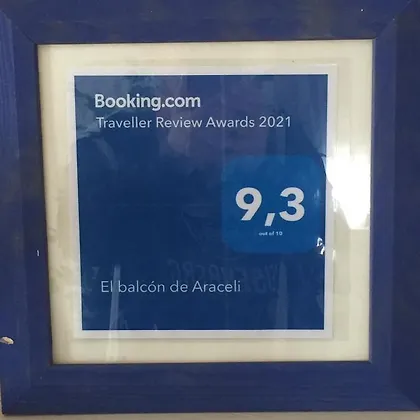 Booking.com
Traveller Review Awards 2021
9,3
out of 10
El balcón de Araceli